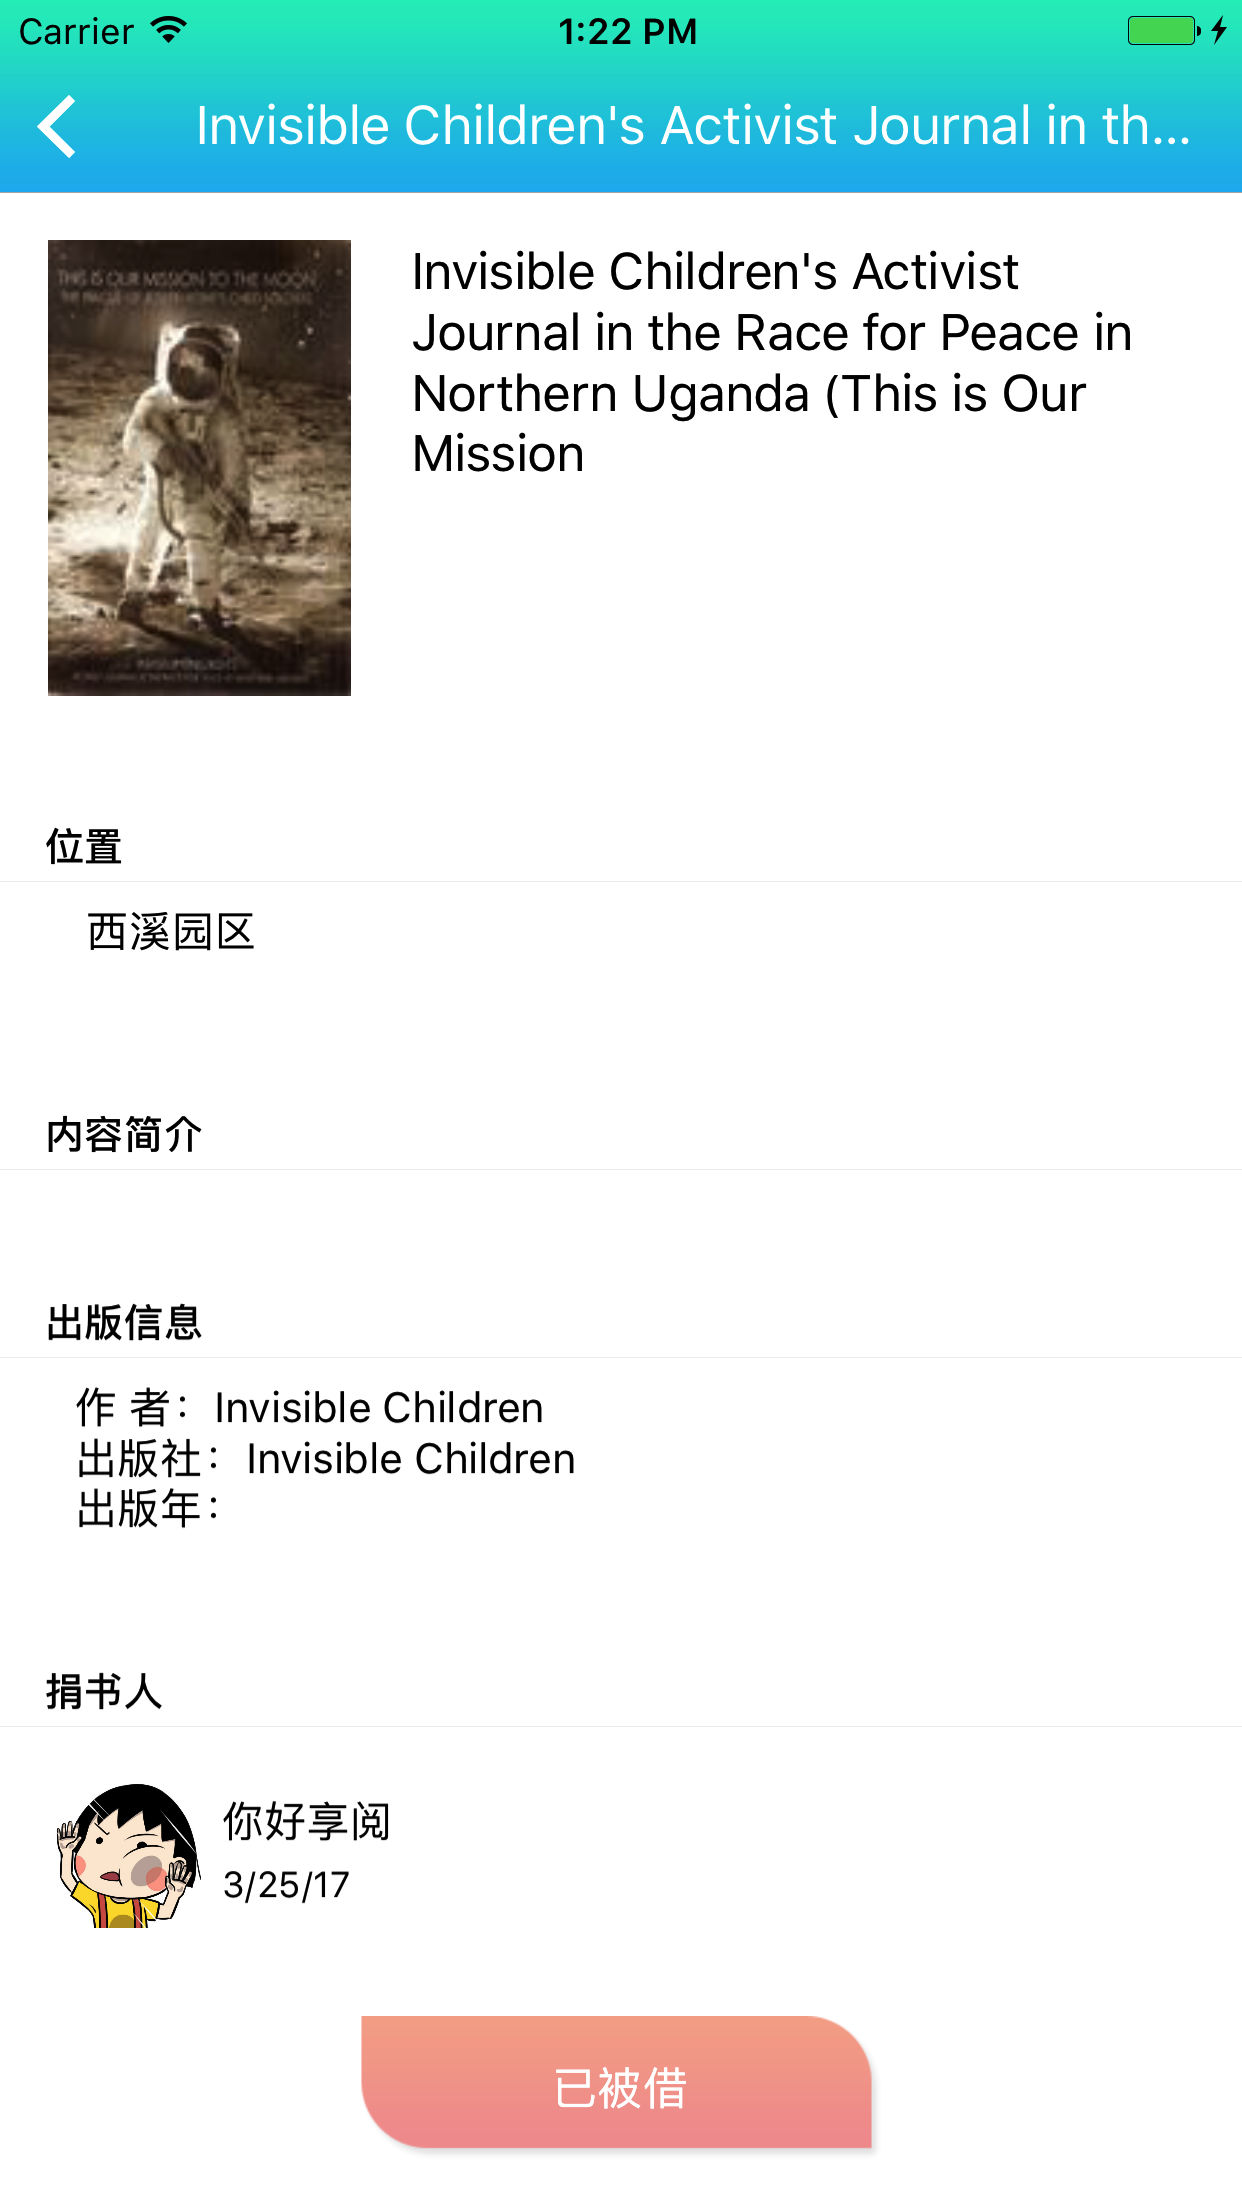 Carrier 1:22 PM
Invisible Children's Activist Journal in th...
THIS IS OUR MISSION TO THE MOON
Invisible Children's Activist
Journal in the Race for Peace in
Northern Uganda (This is Our
Mission
位置
西溪园区
内容简介
出版信息
作 者：Invisible Children
出版社：Invisible Children
出版年：
捐书人
你好享阅
3/25/17
已被借